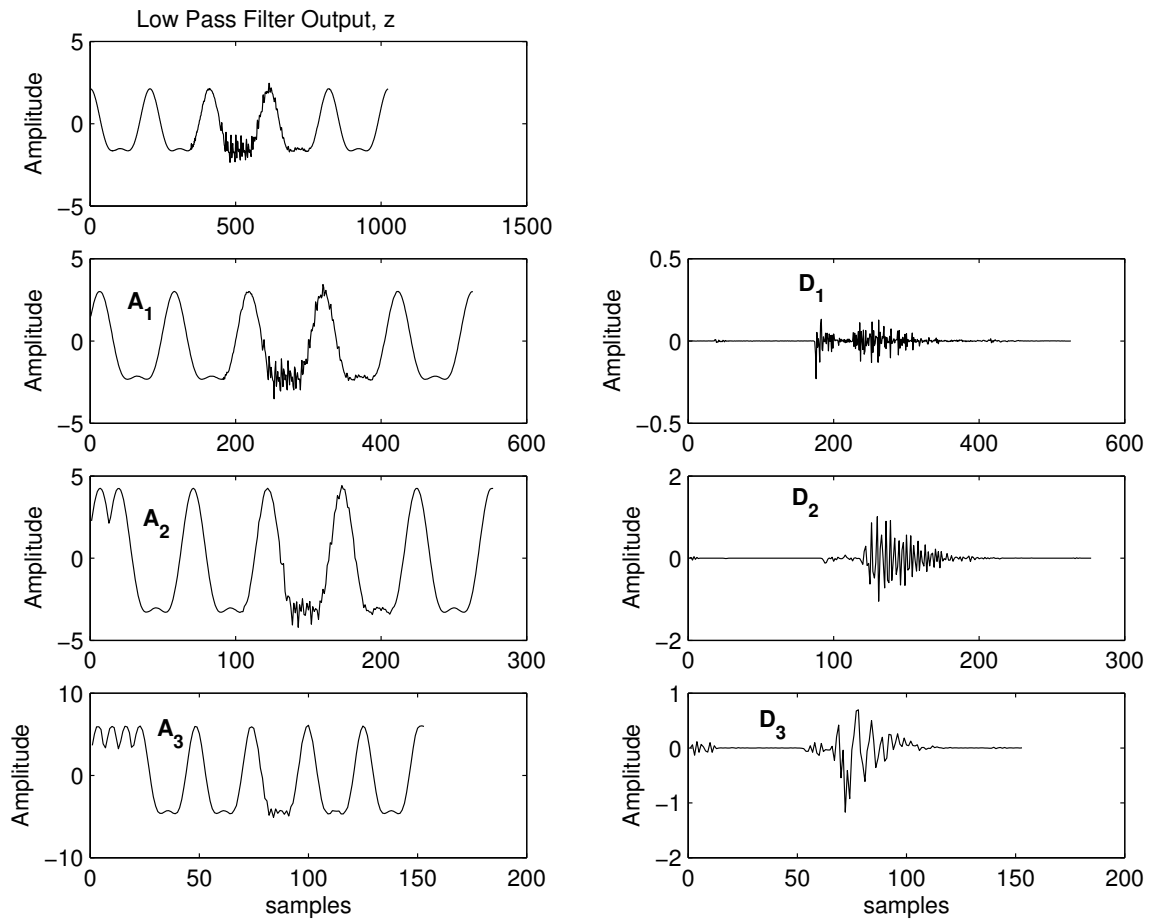 Low Pass Filter Output, z
5
0
−5
Amplitude
0 500 1000 1500
5
0
−5
Amplitude
A1
0 200 400 600
0.5
0
−0.5
Amplitude
D1
0 200 400 600
5
0
−5
Amplitude
A2
0 100 200 300
2
0
−2
Amplitude
D2
0 100 200 300
10
0
−10
Amplitude
A3
0 50 100 150 200
samples
1
0
−1
−2
Amplitude
D3
0 50 100 150 200
samples